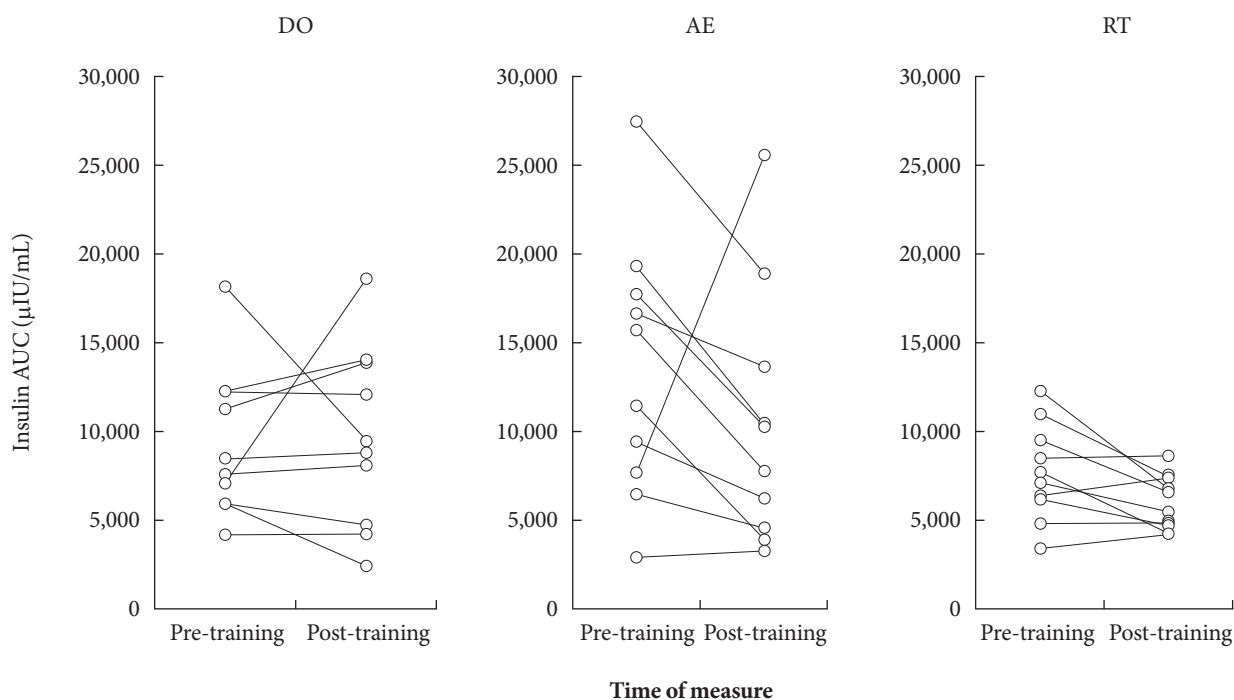 DO
AE
RT
Insulin AUC (μIU/mL)
30,000
25,000
20,000
15,000
10,000
5,000
0
Pre-training Post-training
30,000
25,000
20,000
15,000
10,000
5,000
0
Pre-training Post-training
30,000
25,000
20,000
15,000
10,000
5,000
0
Pre-training Post-training
Time of measure